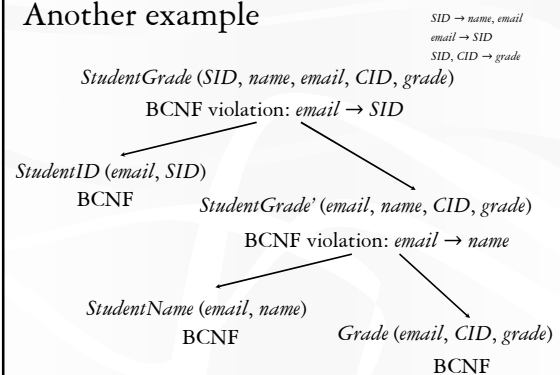 Another example
SID → name, email
email → SID
SID, CID → grade
StudentGrade (SID, name, email, CID, grade)
BCNF violation: email → SID
StudentID (email, SID)
BCNF
StudentGrade’ (email, name, CID, grade)
BCNF violation: email → name
StudentName (email, name)
BCNF
Grade (email, CID, grade)
BCNF